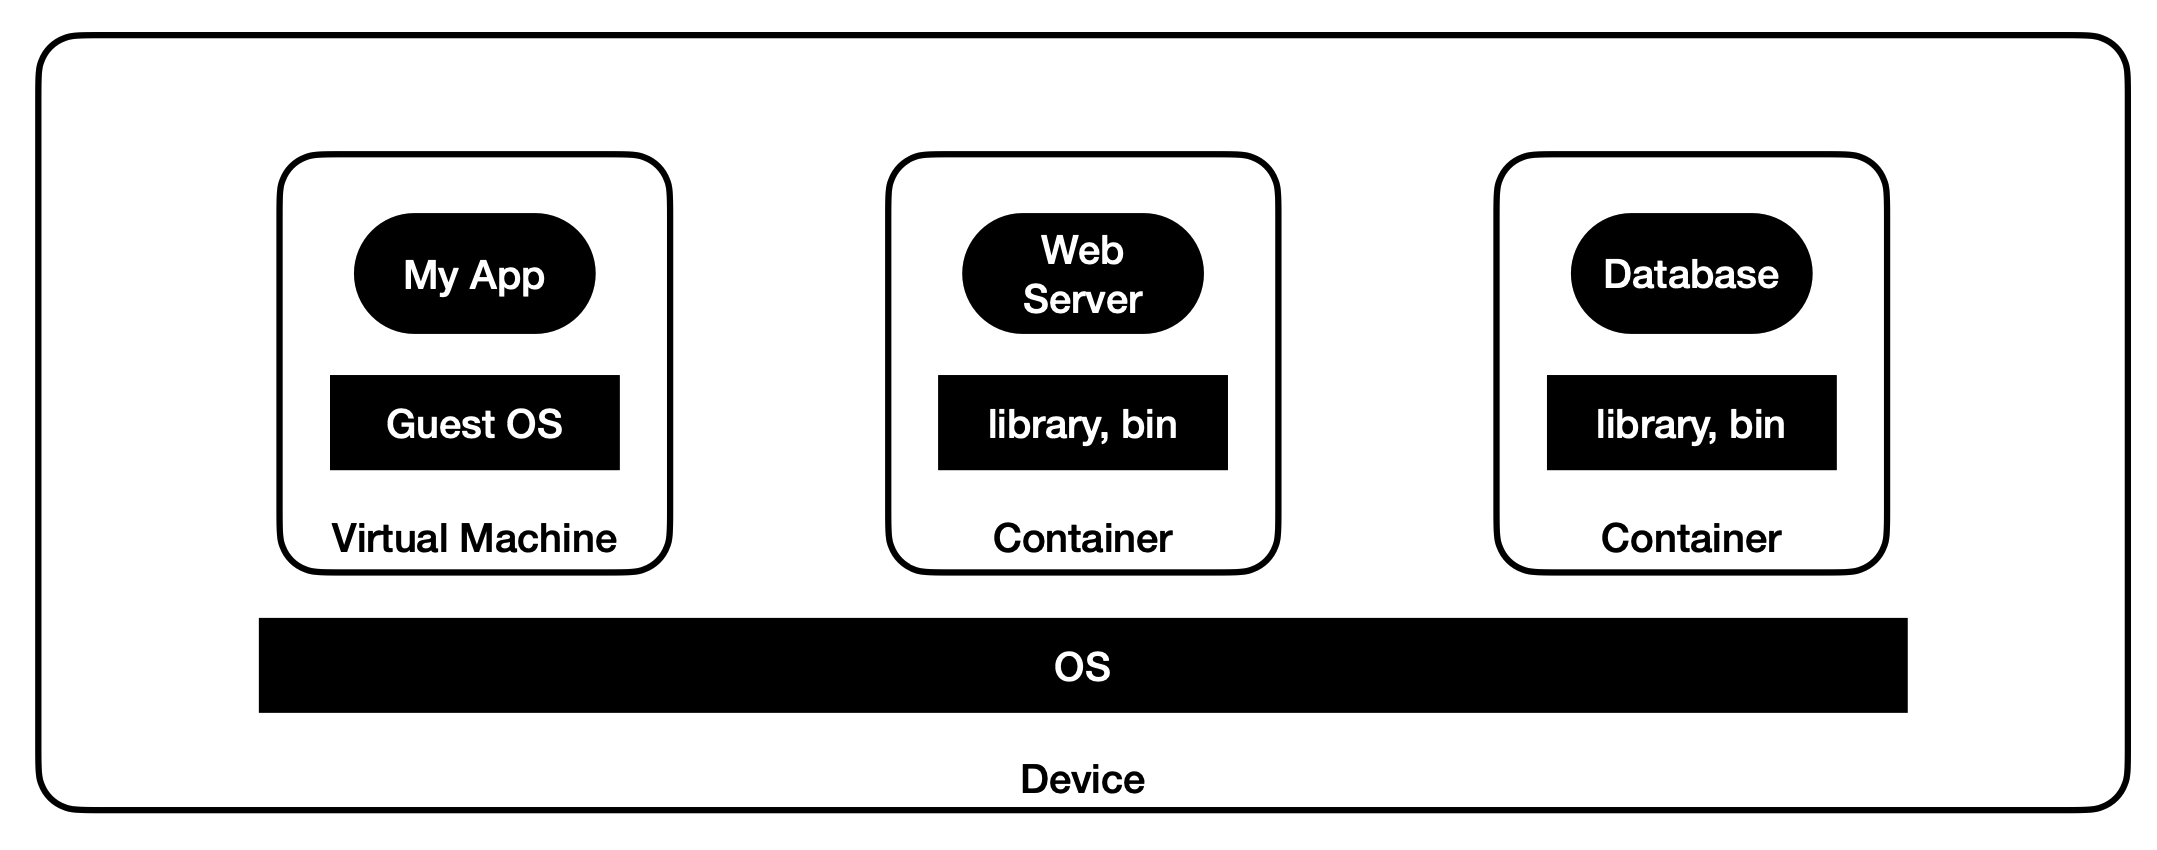 My App
Web
Server
Database
Guest OS
library, bin
library, bin
Virtual Machine
Container
Container
OS
Device